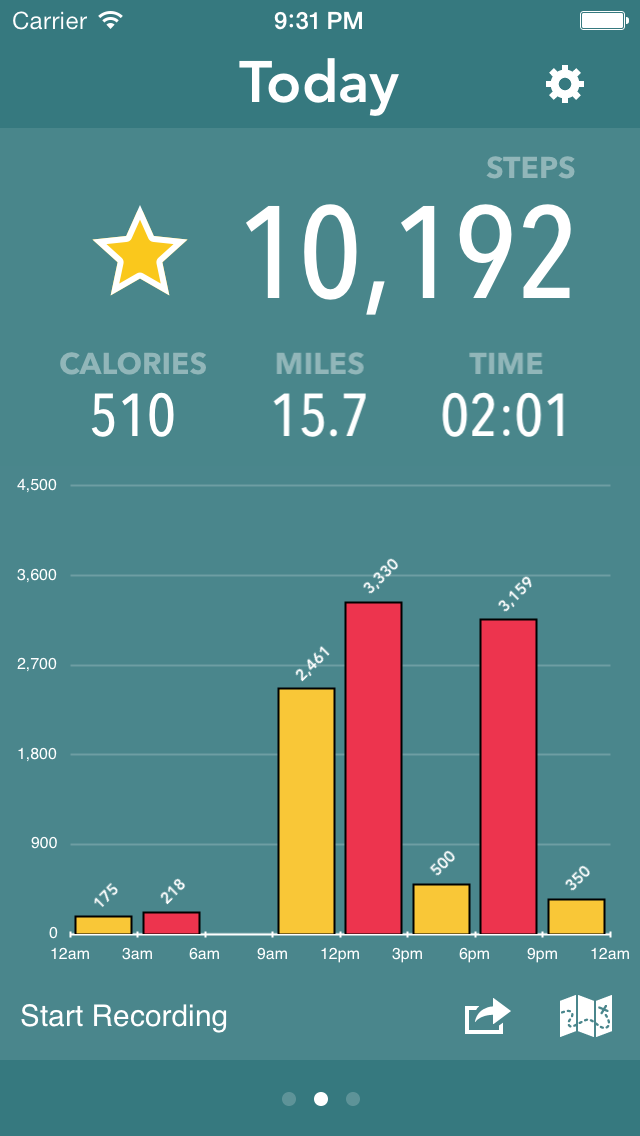 Carrier 9:31 PM
Today
STEPS
10,192
CALORIES MILES TIME
510 15.7 02:01
4,500
3,600
3,330
3,159
2,700
2,461
1,800
900
500
350
175
218
0
12am 3am 6am 9am 12pm 3pm 6pm 9pm 12am
Start Recording